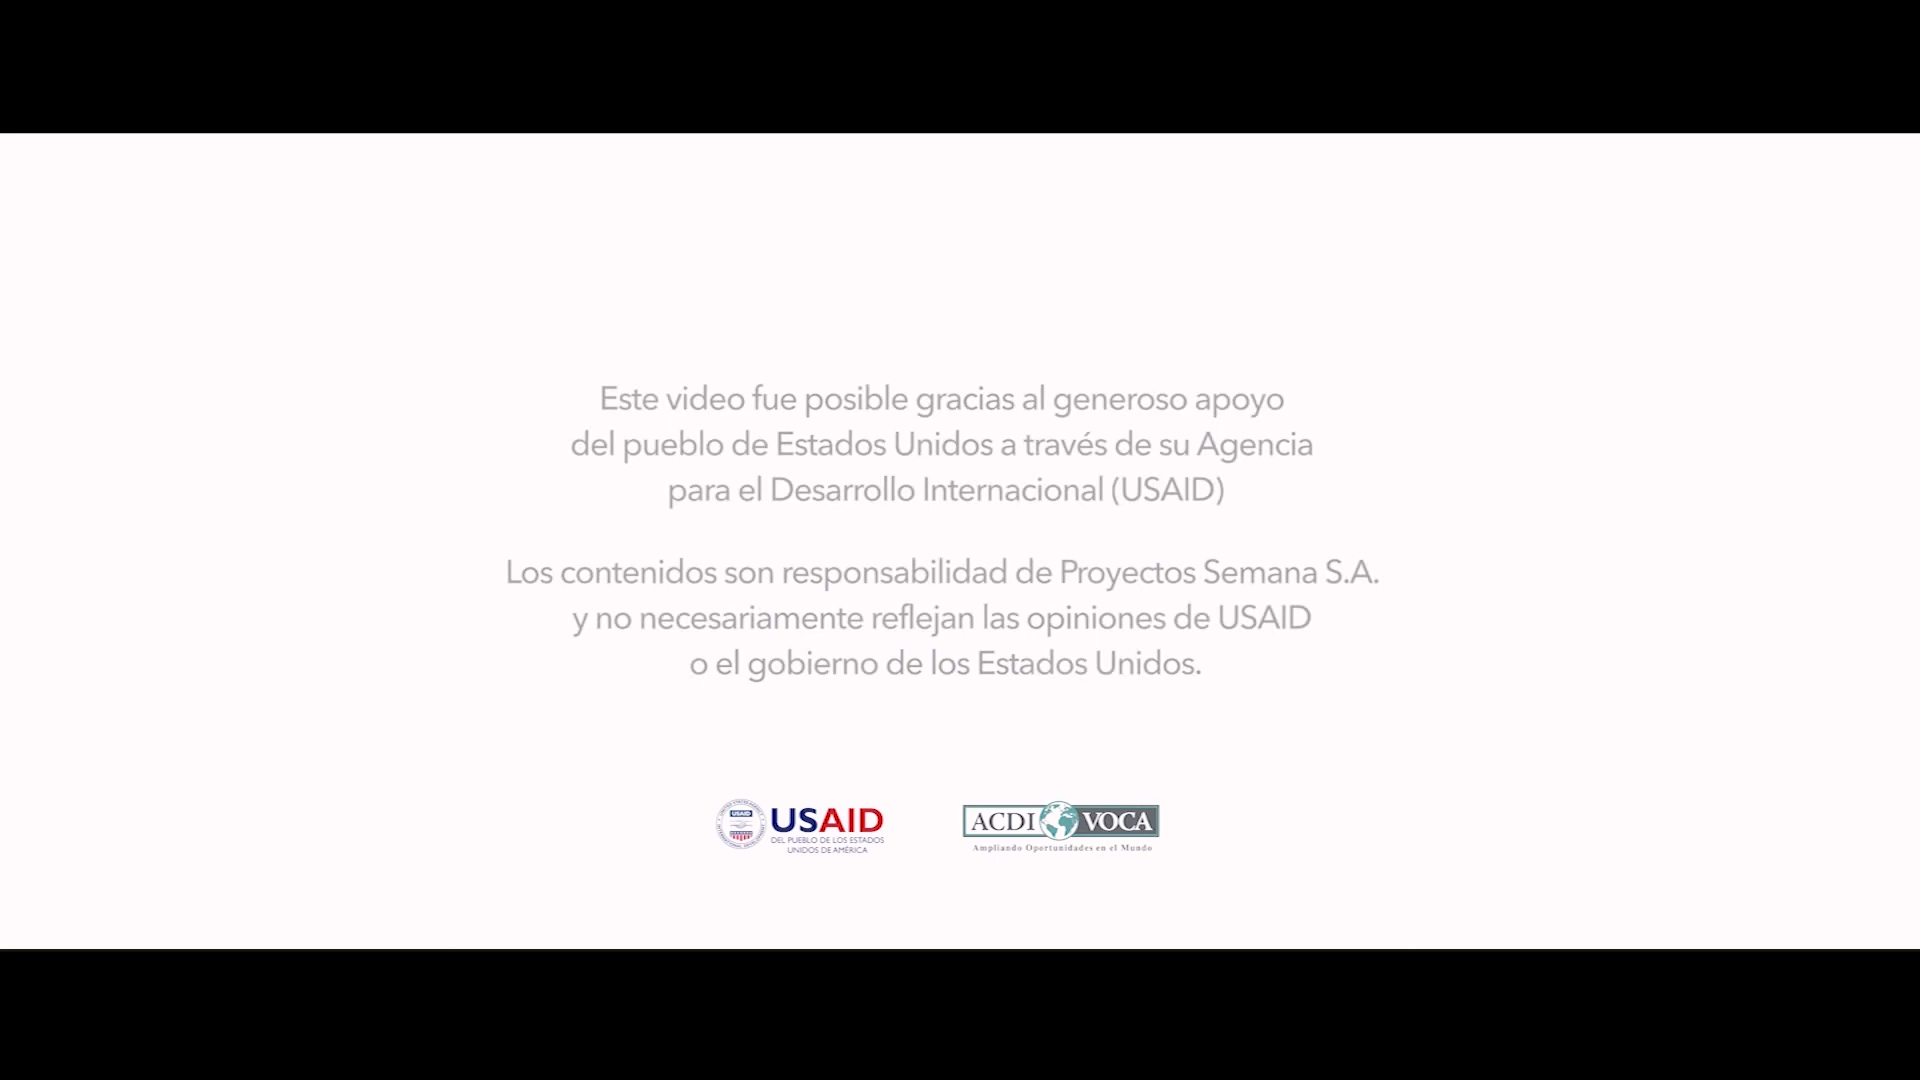 Este video fue posible gracias al generoso apoyo
del pueblo de Estados Unidos a través de su Agencia
para el Desarrollo Internacional (USAID)
Los contenidos son responsabilidad de Proyectos Semana S.A.
y no necesariamente reflejan las opiniones de USAID
o el gobierno de los Estados Unidos.
USAID
USAID
DEL PUEBLO DE LOS ESTADOS
UNIDOS DE AMÉRICA
ACDI VOCA
Ampliando Oportunidades en el Mundo